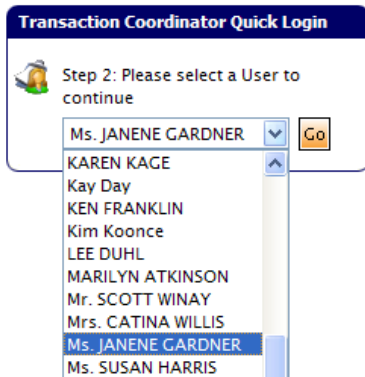 Transaction Coordinator Quick Login
Step 2: Please select a User to
continue
Ms. JANENE GARDNER
Go
KAREN KAGE
Kay Day
KEN FRANKLIN
Kim Koonce
LEE DUHL
MARILYN ATKINSON
Mr. SCOTT WINAY
Mrs. CATINA WILLIS
Ms. JANENE GARDNER
Ms. SUSAN HARRIS